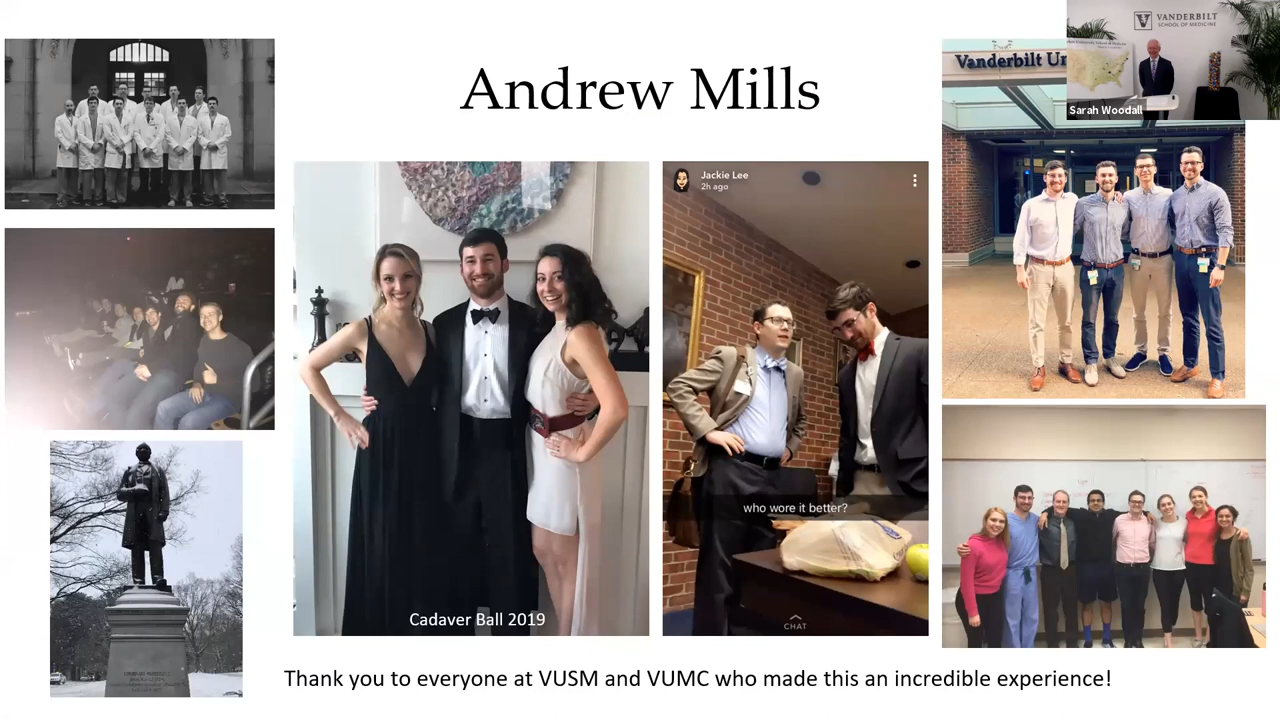 Andrew Mills
VANDERBILT
SCHOOL OF MEDICINE
Vanderbilt Un
Sarah Woodall
Jackie Lee
2h ago
who wore it better?
CHAT
Cadaver Ball 2019
Thank you to everyone at VUSM and VUMC who made this an incredible experience!